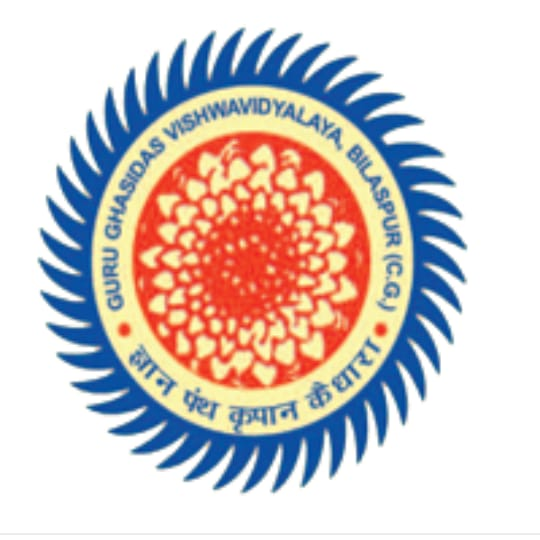 GURU GHASIDAS VISHWAVIDYALAYA, BILASPUR (C.G.)
ज्ञान पंथ कृपान कैधारा